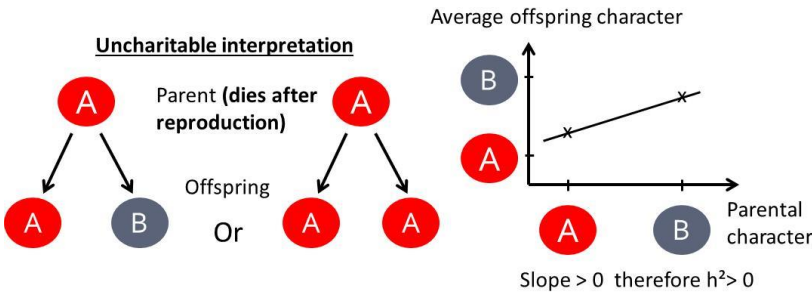 Uncharitable interpretation
A
Parent (dies after
reproduction)
A
A
B
Offspring
Or
A
A
Average offspring character
B
A
x
x
A
B
Parental
character
Slope > 0 therefore h²> 0